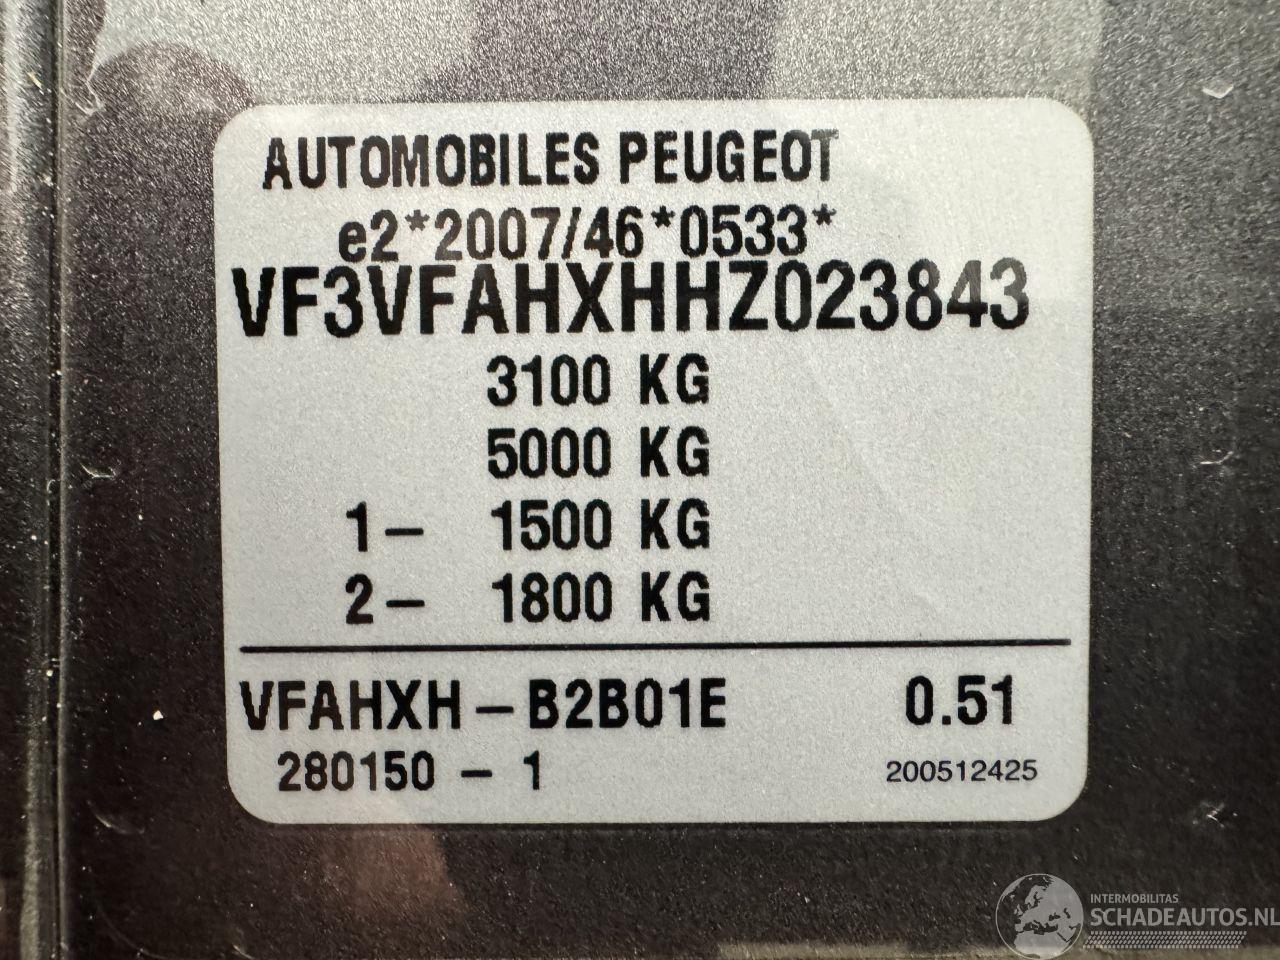 AUTOMOBILES PEUGEOT
e2*2007/46*0533*
VF3VFAHXHHZ023843
3100 KG
5000 KG
1- 1500 KG
2- 1800 KG
VFAHXH-B2B01E 0.51
280150-1 200512425
INTERMOBILITAS
SCHADEAUTOS.NL